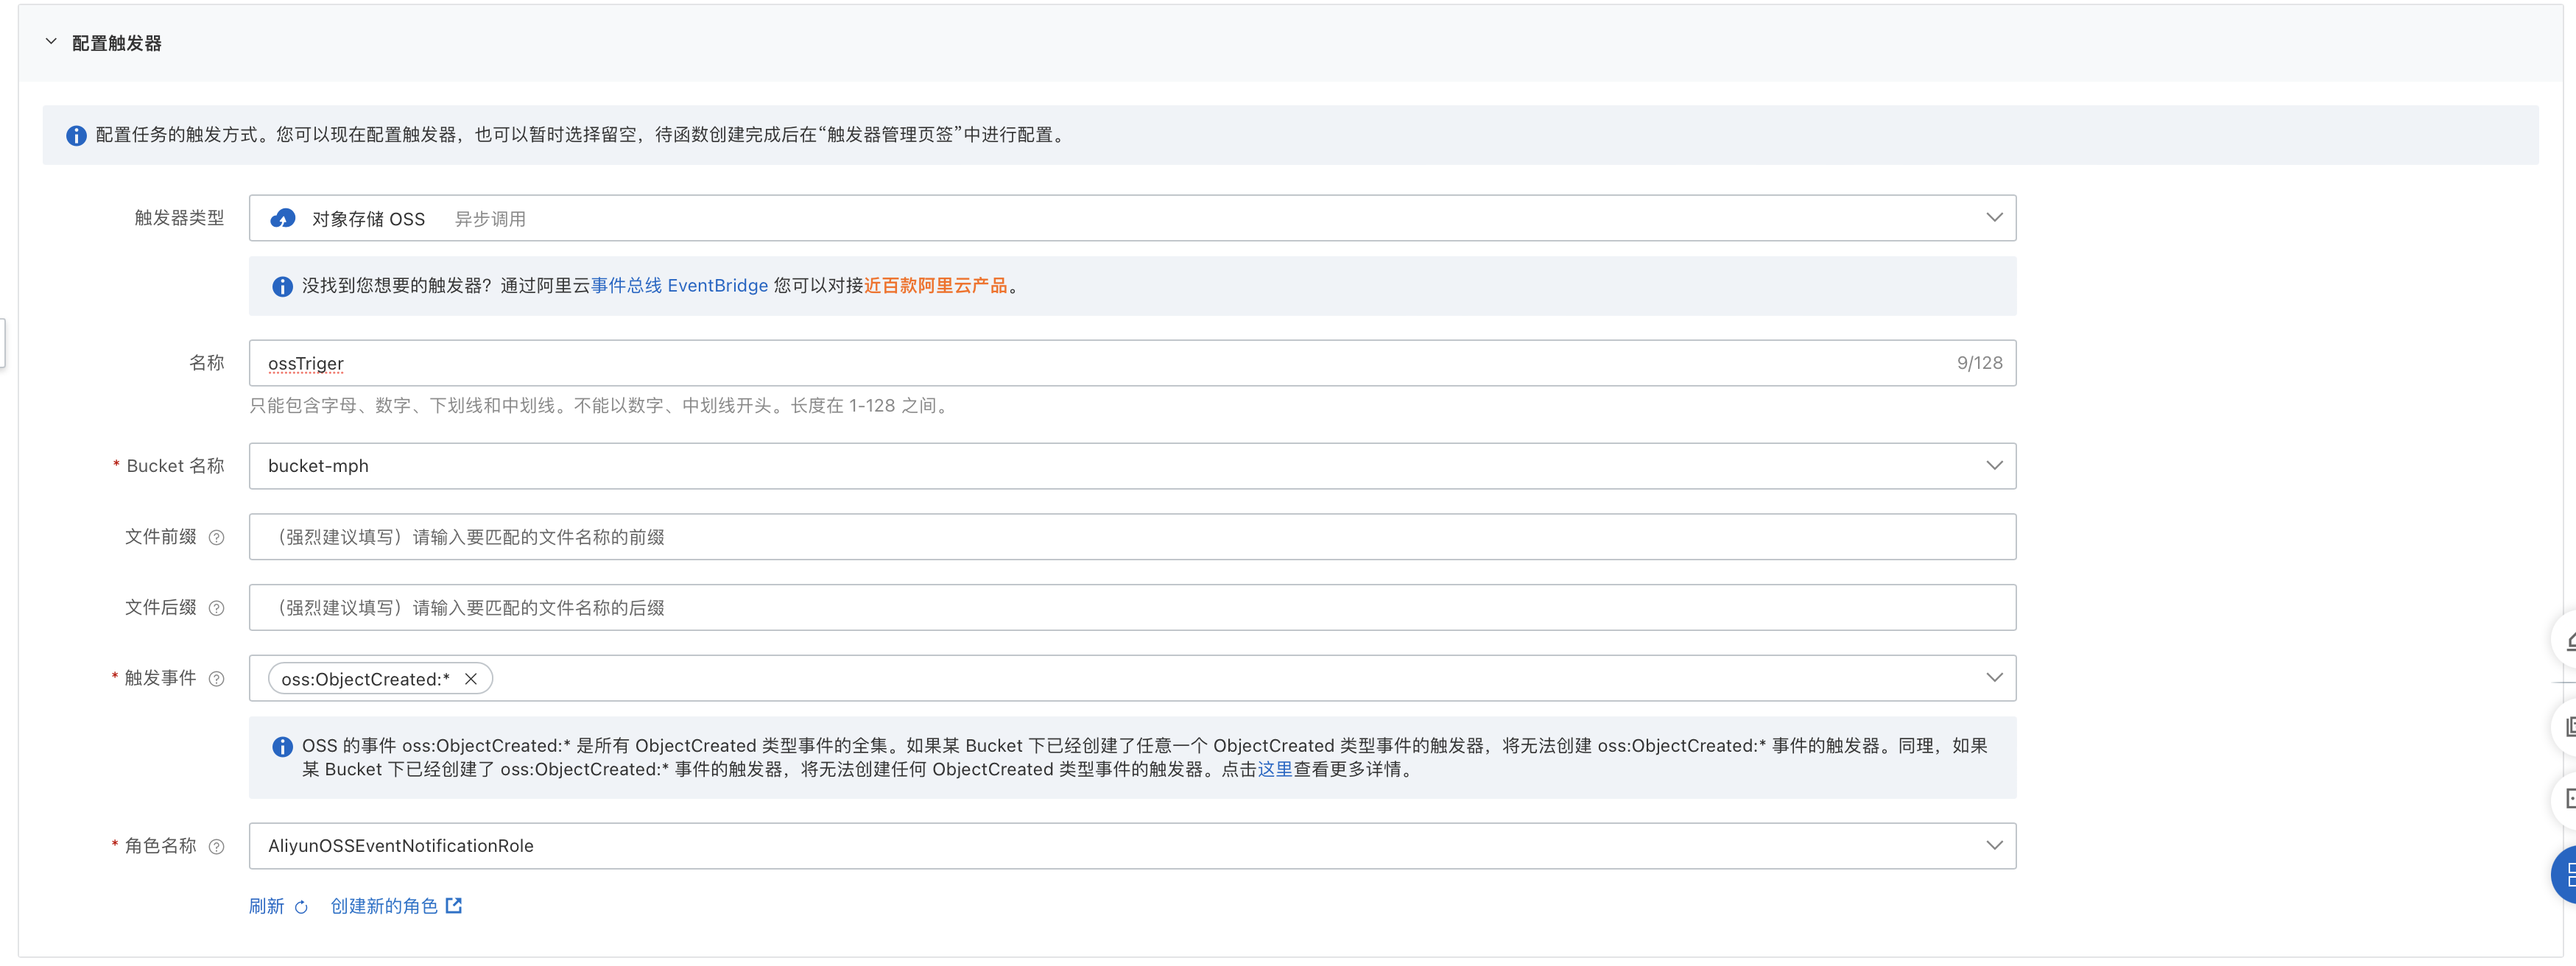 配置触发器
配置任务的触发方式。您可以现在配置触发器，也可以暂时选择留空，待函数创建完成后在“触发器管理页签”中进行配置。
触发器类型 对象存储 OSS 异步调用
没找到您想要的触发器？通过阿里云事件总线 EventBridge 您可以对接近百款阿里云产品。
名称 ossTriger 9/128
只能包含字母、数字、下划线和中划线。不能以数字、中划线开头。长度在 1-128 之间。
* Bucket 名称 bucket-mph
文件前缀 （强烈建议填写）请输入要匹配的文件名称的前缀
文件后缀 （强烈建议填写）请输入要匹配的文件名称的后缀
* 触发事件 oss:ObjectCreated:*
OSS 的事件 oss:ObjectCreated:* 是所有 ObjectCreated 类型事件的全集。如果某 Bucket 下已经创建了任意一个 ObjectCreated 类型事件的触发器，将无法创建 oss:ObjectCreated:* 事件的触发器。同理，如果
某 Bucket 下已经创建了 oss:ObjectCreated:* 事件的触发器，将无法创建任何 ObjectCreated 类型事件的触发器。点击这里查看更多详情。
* 角色名称 AliyunOSSEventNotificationRole
刷新 创建新的角色